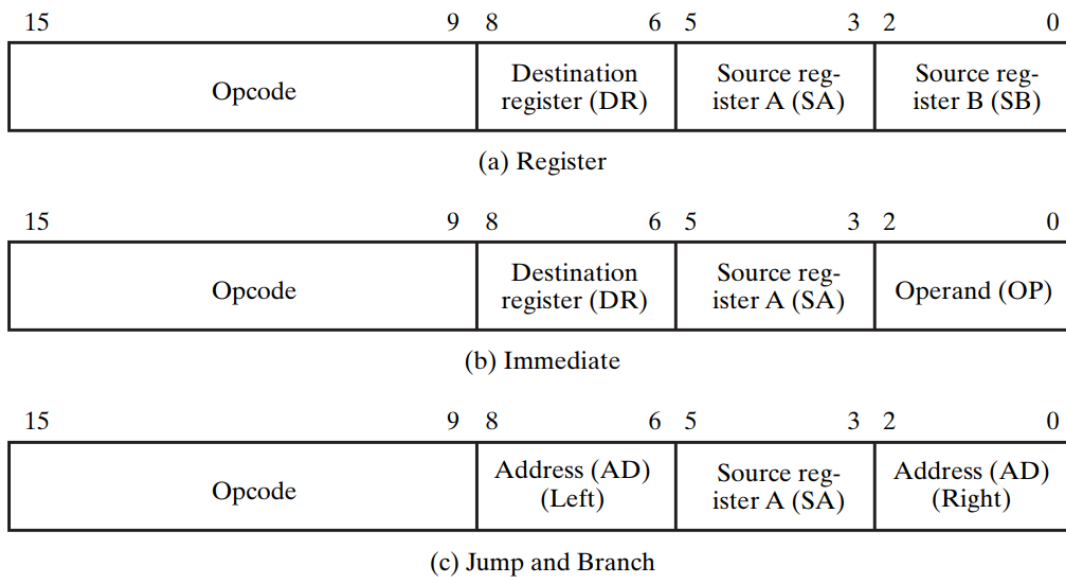 15 9 8 6 5 3 2 0
Opcode
Destination
register (DR)
Source reg-
ister A (SA)
Source reg-
ister B (SB)
(a) Register
15 9 8 6 5 3 2 0
Opcode
Destination
register (DR)
Source reg-
ister A (SA)
Operand (OP)
(b) Immediate
15 9 8 6 5 3 2 0
Opcode
Address (AD)
(Left)
Source reg-
ister A (SA)
Address (AD)
(Right)
(c) Jump and Branch